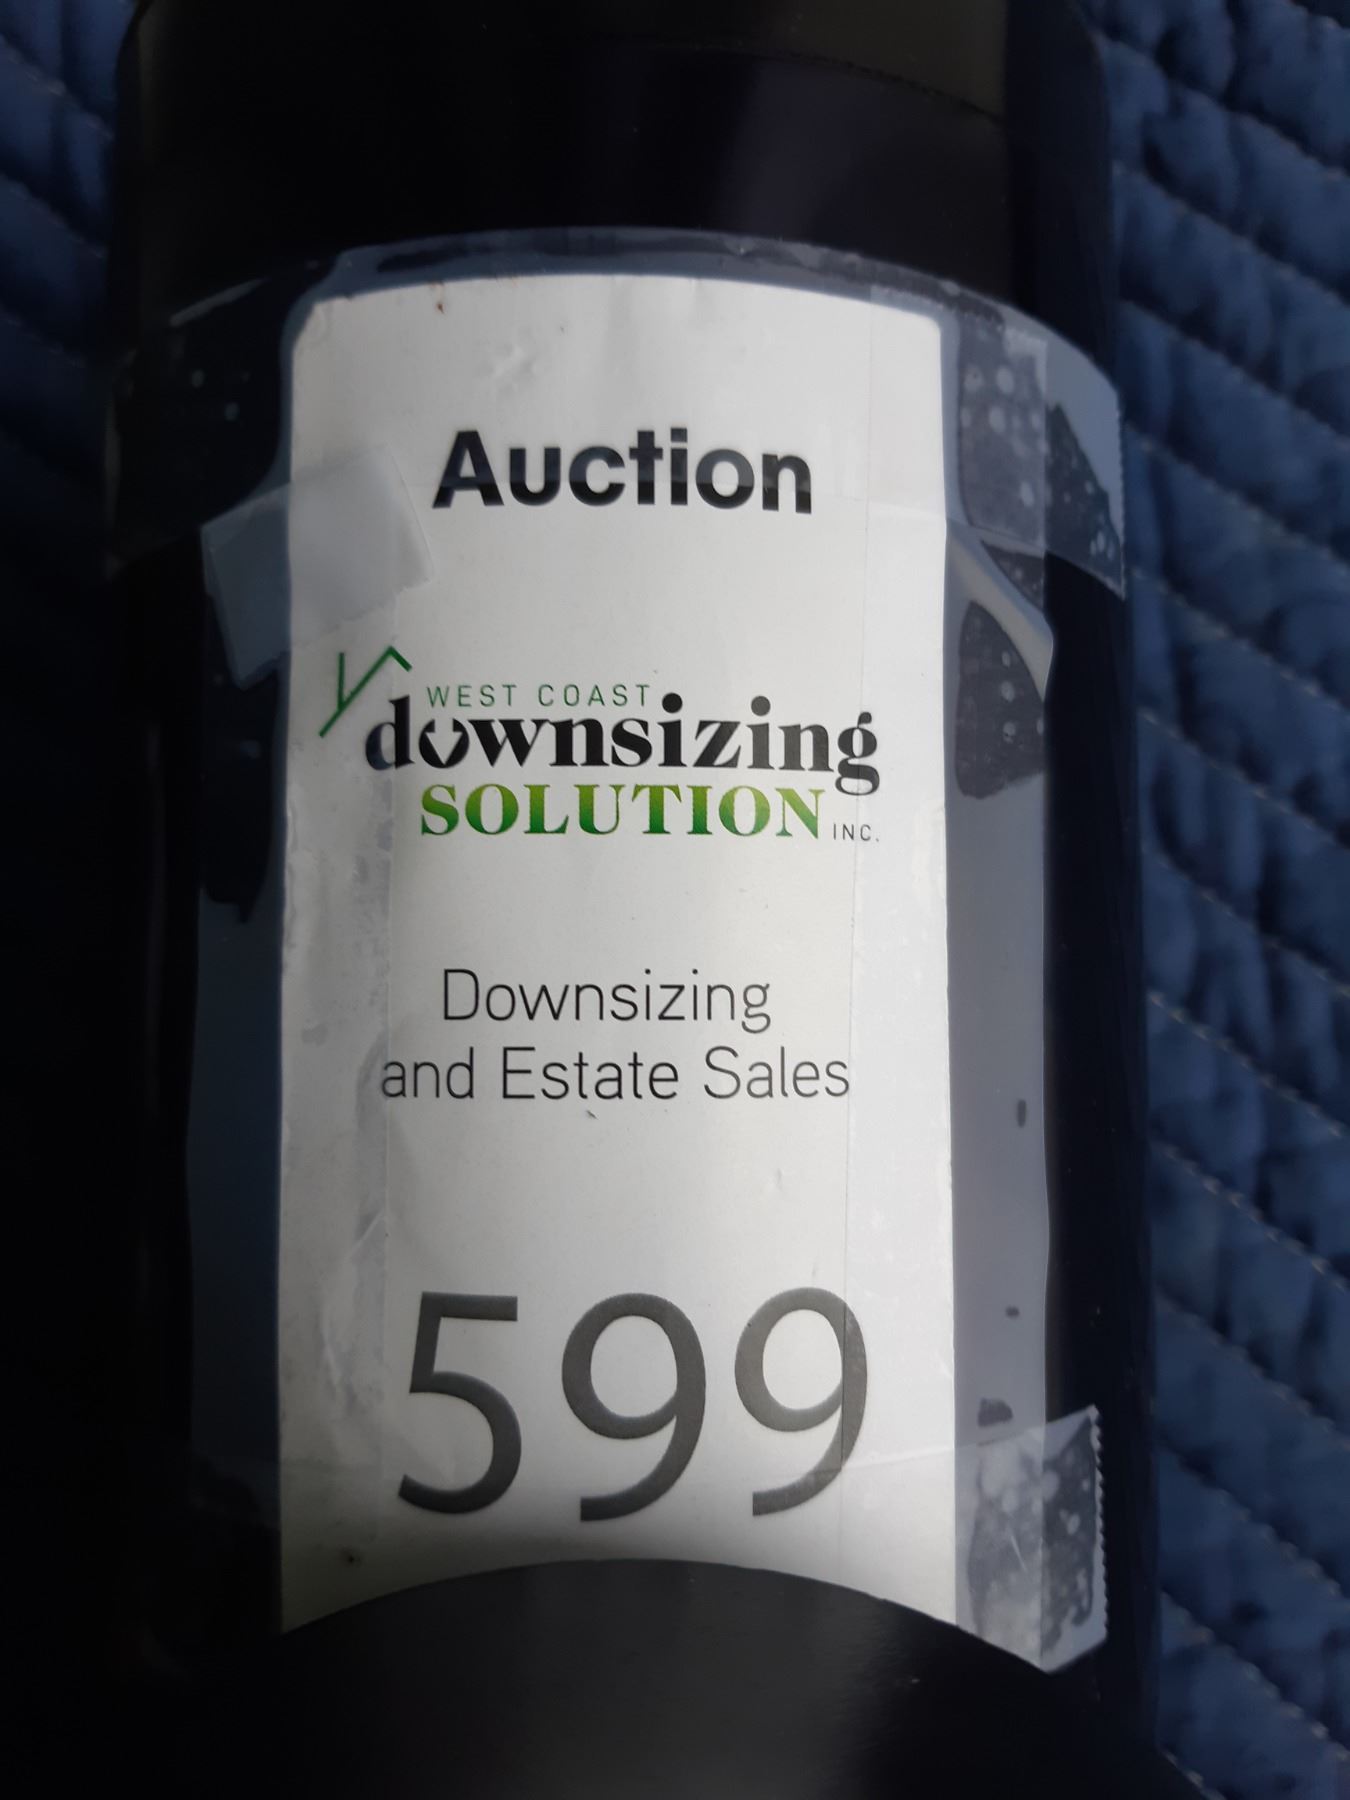 Auction
WEST COAST
downsizing
SOLUTION INC.
Downsizing
and Estate Sales
599